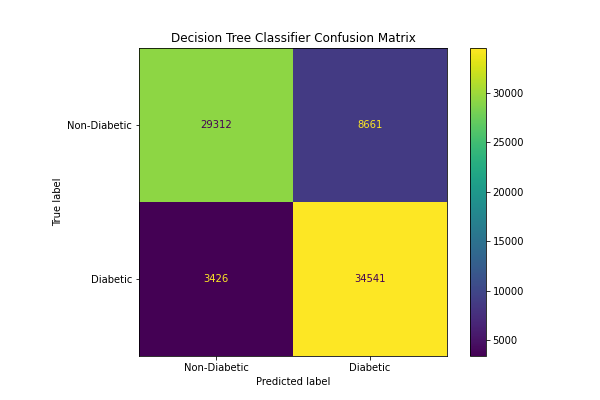 Decision Tree Classifier Confusion Matrix
Non-Diabetic
29312
8661
Diabetic
3426
34541
True label
Non-Diabetic
Diabetic
Predicted label
30000
25000
20000
15000
10000
5000